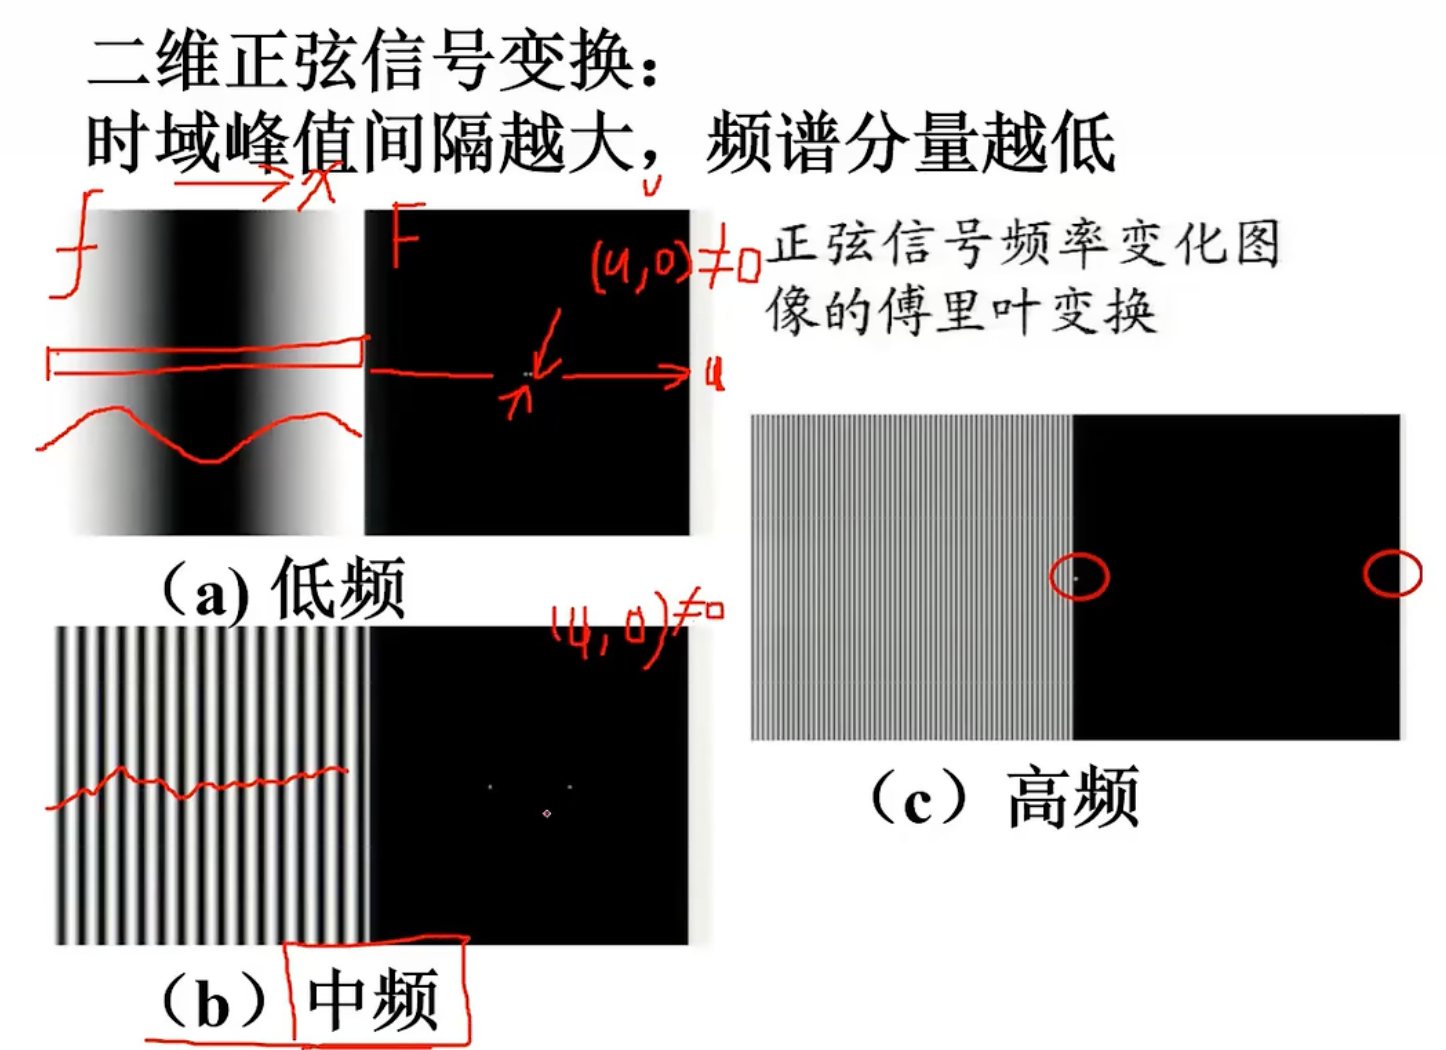 二维正弦信号变换：
时域峰值间隔越大，频谱分量越低
x
v
f
F
(u,0)≠0
正弦信号频率变化图
像的傅里叶变换
u
（a) 低频
(u,0)≠0
（b）中频
（c）高频